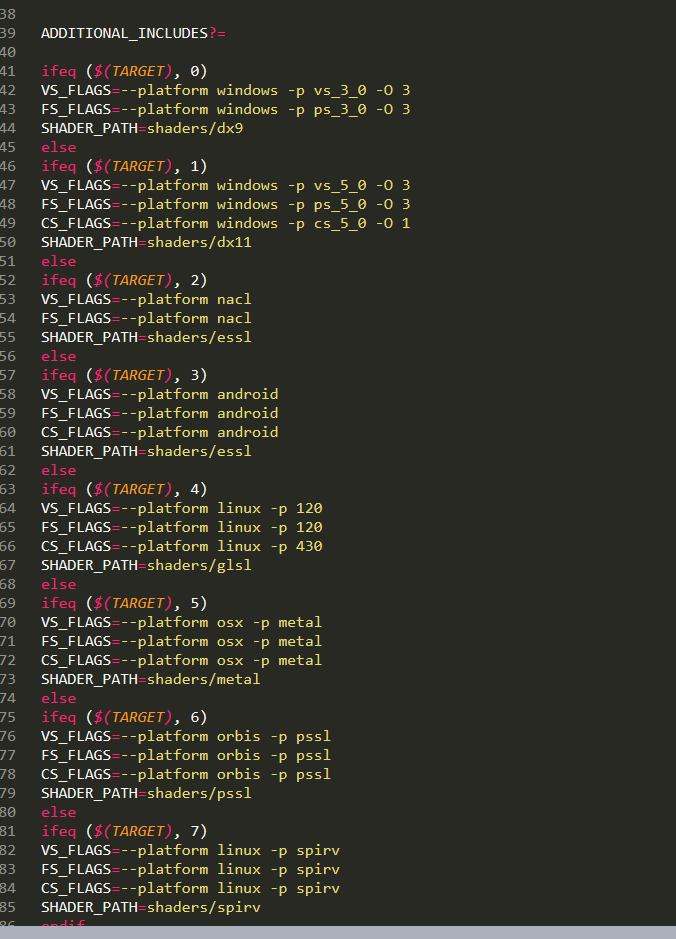 38
39 ADDITIONAL_INCLUDES?=
40
41 ifeq ($(TARGET), 0)
42 VS_FLAGS=--platform windows -p vs_3_0 -O 3
43 FS_FLAGS=--platform windows -p ps_3_0 -O 3
44 SHADER_PATH=shaders/dx9
45 else
46 ifeq ($(TARGET), 1)
47 VS_FLAGS=--platform windows -p vs_5_0 -O 3
48 FS_FLAGS=--platform windows -p ps_5_0 -O 3
49 CS_FLAGS=--platform windows -p cs_5_0 -O 1
50 SHADER_PATH=shaders/dx11
51 else
52 ifeq ($(TARGET), 2)
53 VS_FLAGS=--platform nacl
54 FS_FLAGS=--platform nacl
55 SHADER_PATH=shaders/essl
56 else
57 ifeq ($(TARGET), 3)
58 VS_FLAGS=--platform android
59 FS_FLAGS=--platform android
60 CS_FLAGS=--platform android
61 SHADER_PATH=shaders/essl
62 else
63 ifeq ($(TARGET), 4)
64 VS_FLAGS=--platform linux -p 120
65 FS_FLAGS=--platform linux -p 120
66 CS_FLAGS=--platform linux -p 430
67 SHADER_PATH=shaders/glsl
68 else
69 ifeq ($(TARGET), 5)
70 VS_FLAGS=--platform osx -p metal
71 FS_FLAGS=--platform osx -p metal
72 CS_FLAGS=--platform osx -p metal
73 SHADER_PATH=shaders/metal
74 else
75 ifeq ($(TARGET), 6)
76 VS_FLAGS=--platform orbis -p pssl
77 FS_FLAGS=--platform orbis -p pssl
78 CS_FLAGS=--platform orbis -p pssl
79 SHADER_PATH=shaders/pssl
80 else
81 ifeq ($(TARGET), 7)
82 VS_FLAGS=--platform linux -p spirv
83 FS_FLAGS=--platform linux -p spirv
84 CS_FLAGS=--platform linux -p spirv
85 SHADER_PATH=shaders/spirv
86 endif